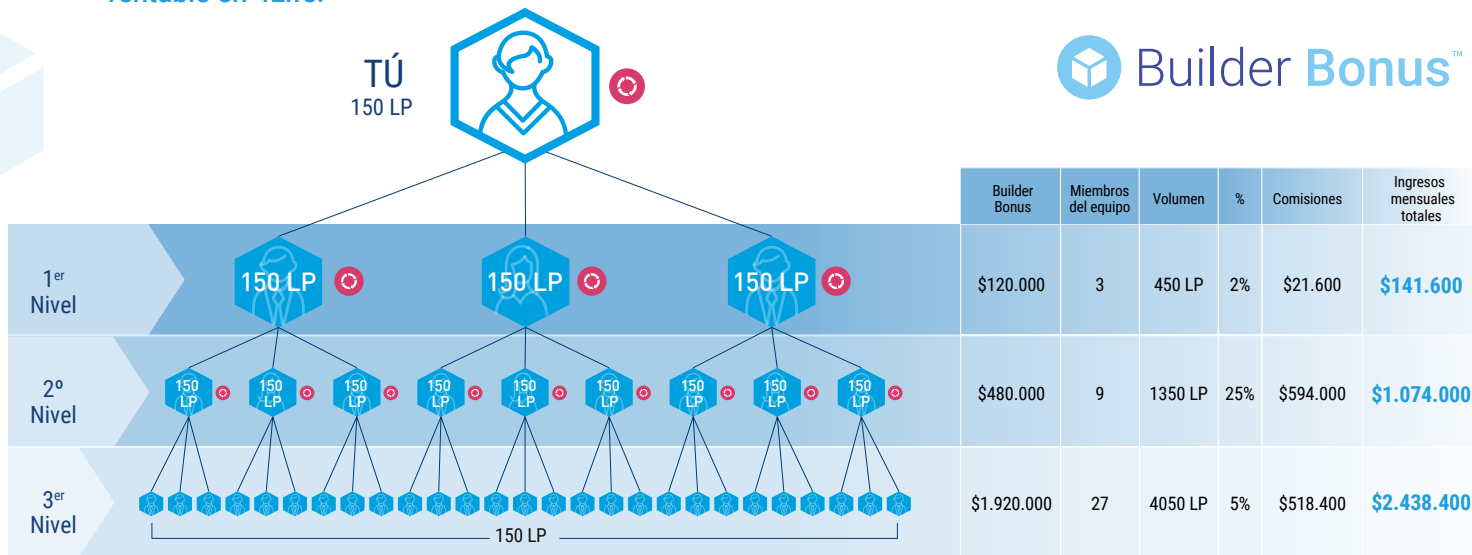 TÚ
150 LP
Builder Bonus™
Builder Bonus
Miembros del equipo
Volumen
%
Comisiones
Ingresos mensuales totales
1er Nivel
150 LP
150 LP
150 LP
$120.000
3
450 LP
2%
$21.600
$141.600
2º Nivel
150 LP
150 LP
150 LP
150 LP
150 LP
150 LP
150 LP
150 LP
150 LP
$480.000
9
1350 LP
25%
$594.000
$1.074.000
3er Nivel
150 LP
$1.920.000
27
4050 LP
5%
$518.400
$2.438.400